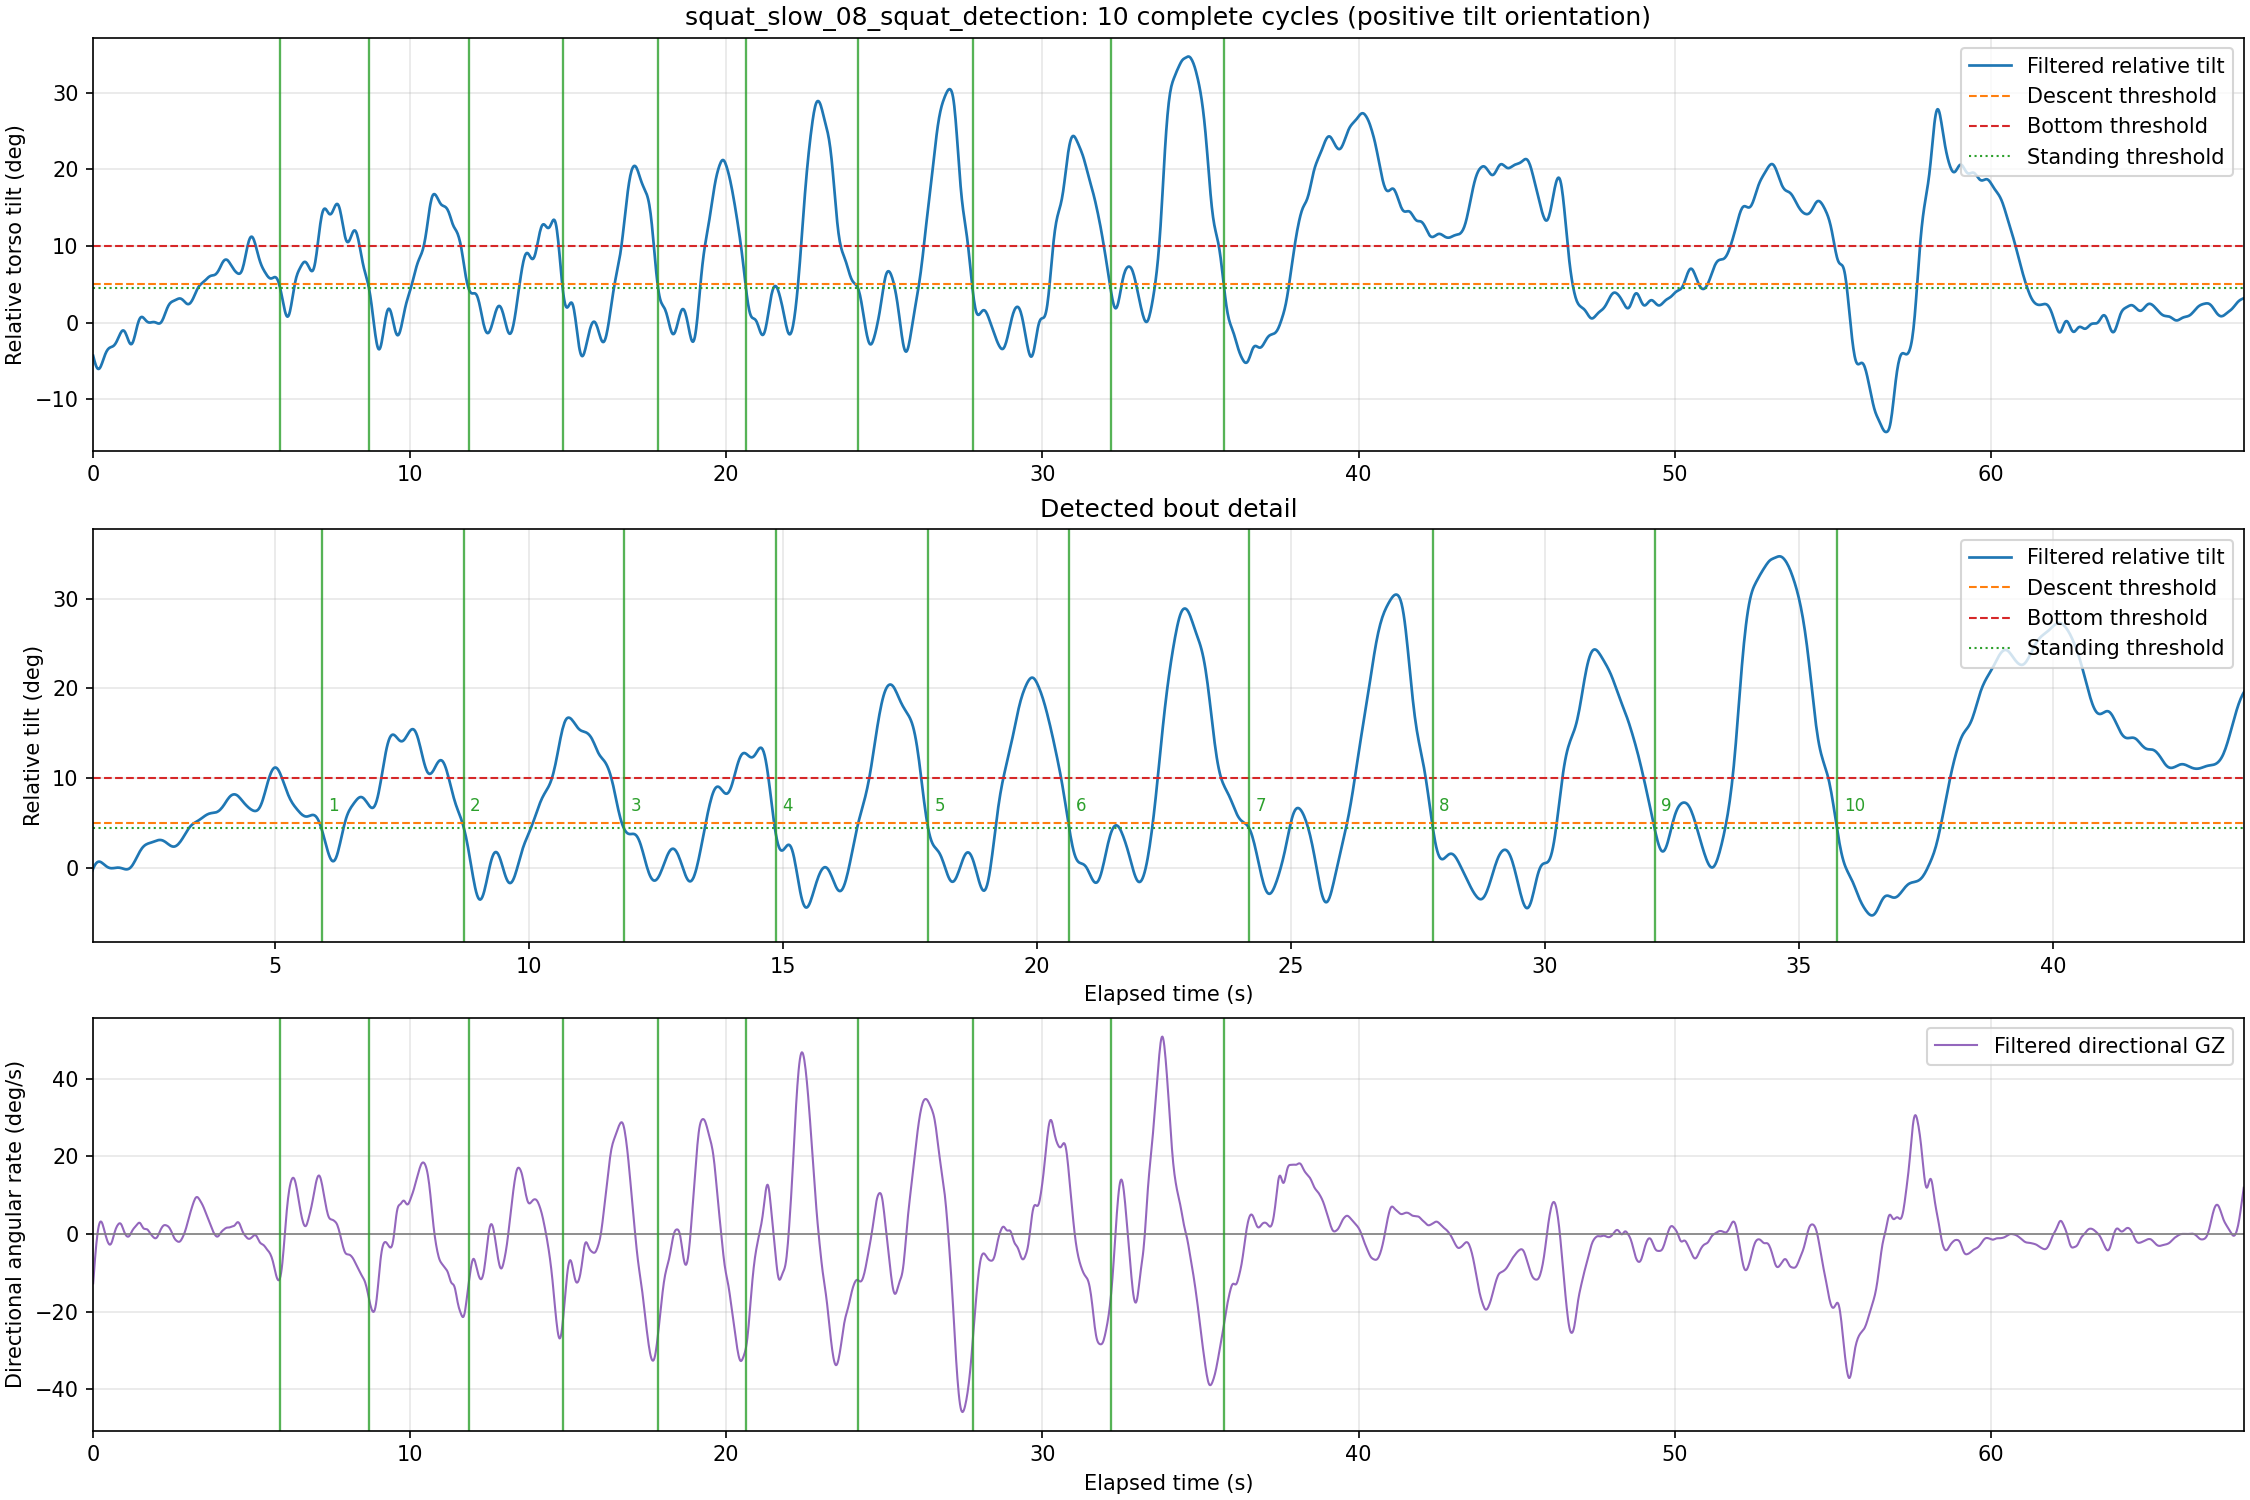 squat_slow_08_squat_detection: 10 complete cycles (positive tilt orientation)
Relative torso tilt (deg)
30
20
10
0
−10
Filtered relative tilt
Descent threshold
Bottom threshold
Standing threshold
0 10 20 30 40 50 60
Detected bout detail
Relative tilt (deg)
30
20
10
0
Filtered relative tilt
Descent threshold
Bottom threshold
Standing threshold
1 2 3 4 5 6 7 8 9 10
5 10 15 20 25 30 35 40
Elapsed time (s)
Directional angular rate (deg/s)
40
20
0
−20
−40
Filtered directional GZ
0 10 20 30 40 50 60
Elapsed time (s)